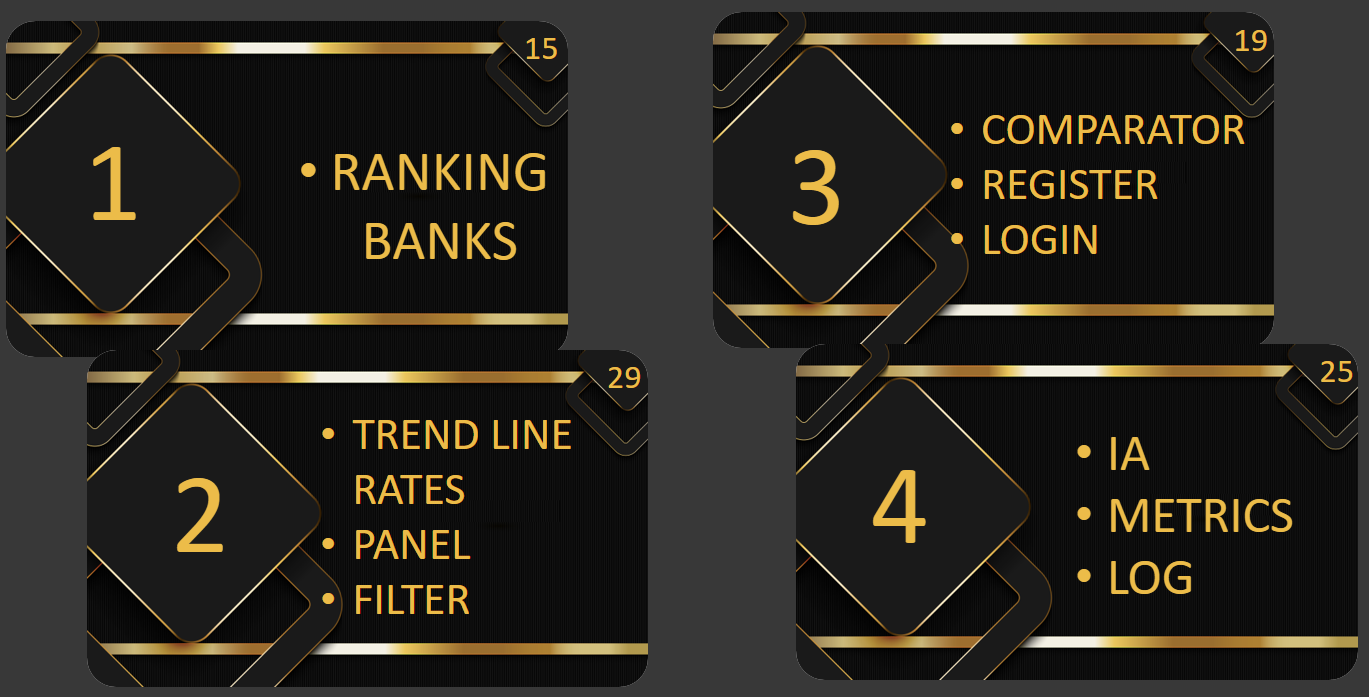 15
1
• RANKING
BANKS
29
2
• TREND LINE
RATES
• PANEL
• FILTER
19
3
• COMPARATOR
• REGISTER
• LOGIN
25
4
• IA
• METRICS
• LOG